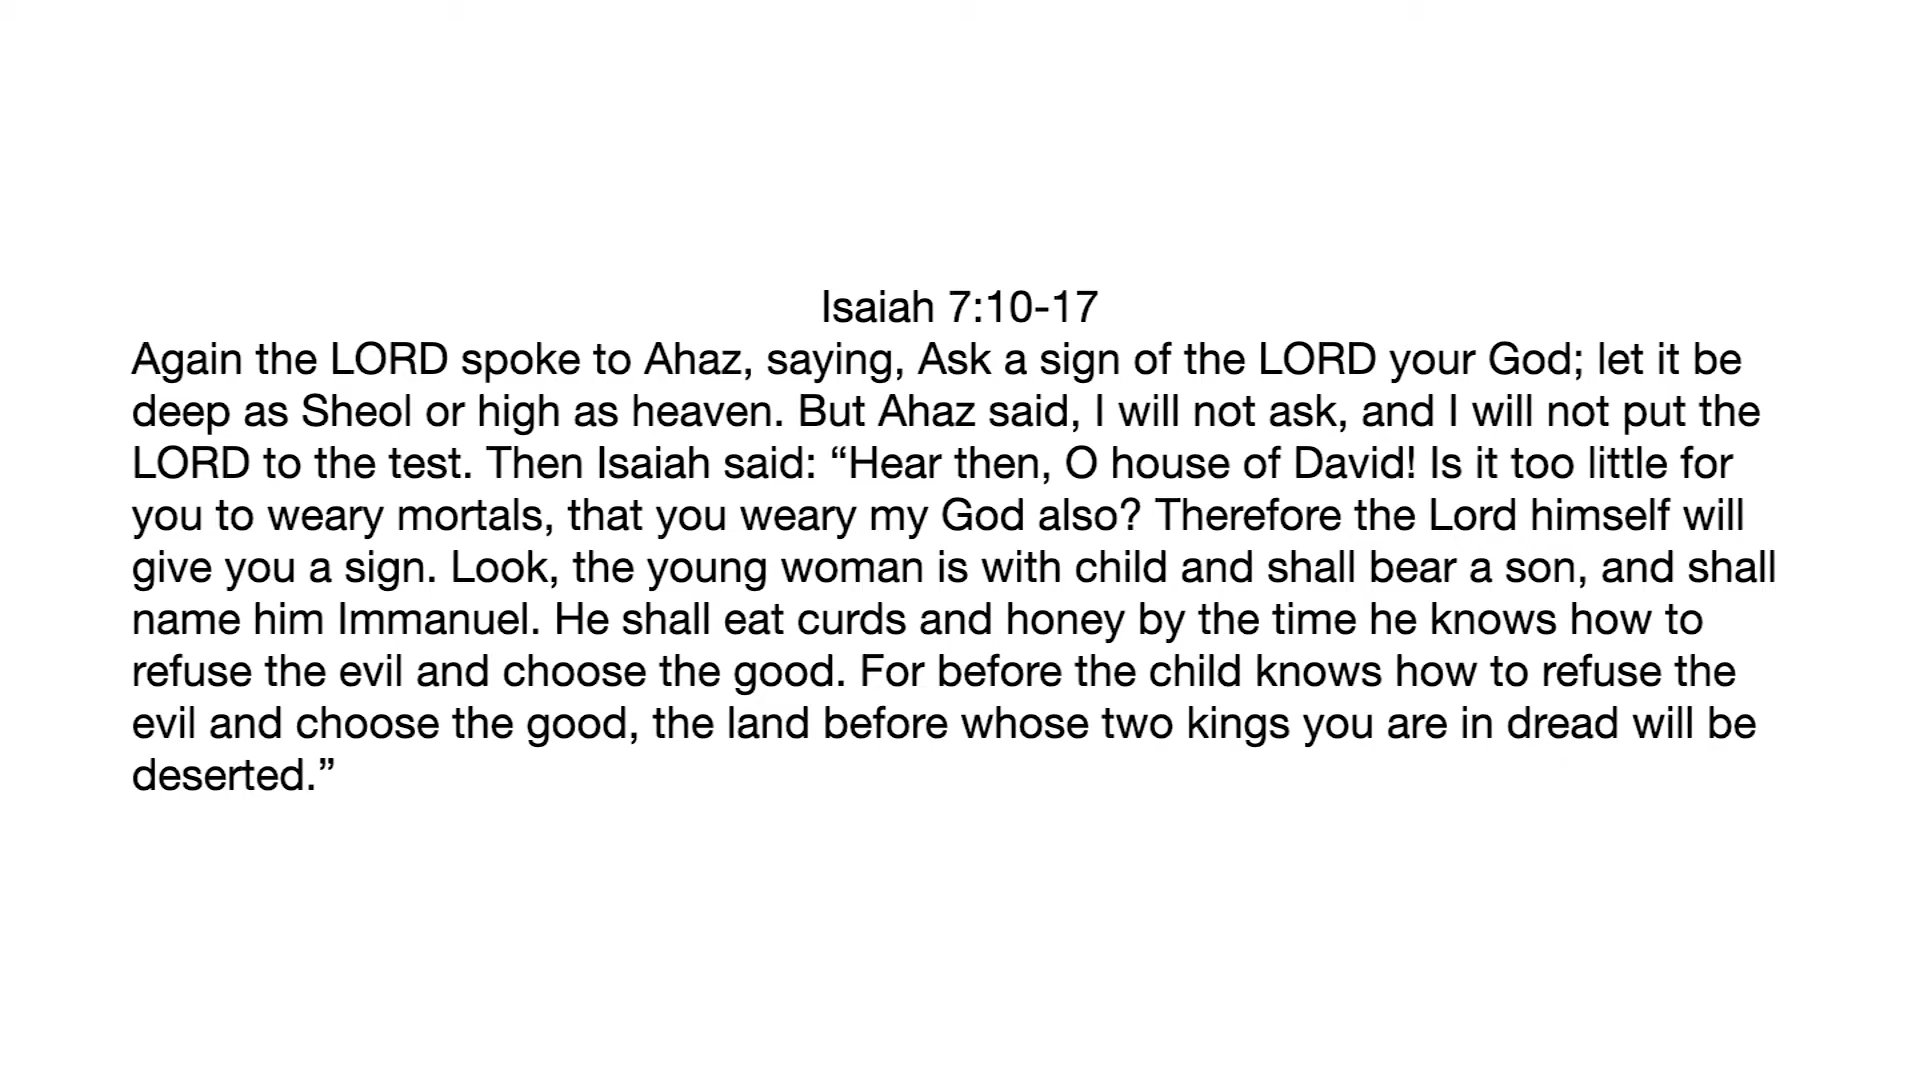 Isaiah 7:10-17
Again the LORD spoke to Ahaz, saying, Ask a sign of the LORD your God; let it be
deep as Sheol or high as heaven. But Ahaz said, I will not ask, and I will not put the
LORD to the test. Then Isaiah said: “Hear then, O house of David! Is it too little for
you to weary mortals, that you weary my God also? Therefore the Lord himself will
give you a sign. Look, the young woman is with child and shall bear a son, and shall
name him Immanuel. He shall eat curds and honey by the time he knows how to
refuse the evil and choose the good. For before the child knows how to refuse the
evil and choose the good, the land before whose two kings you are in dread will be
deserted.”